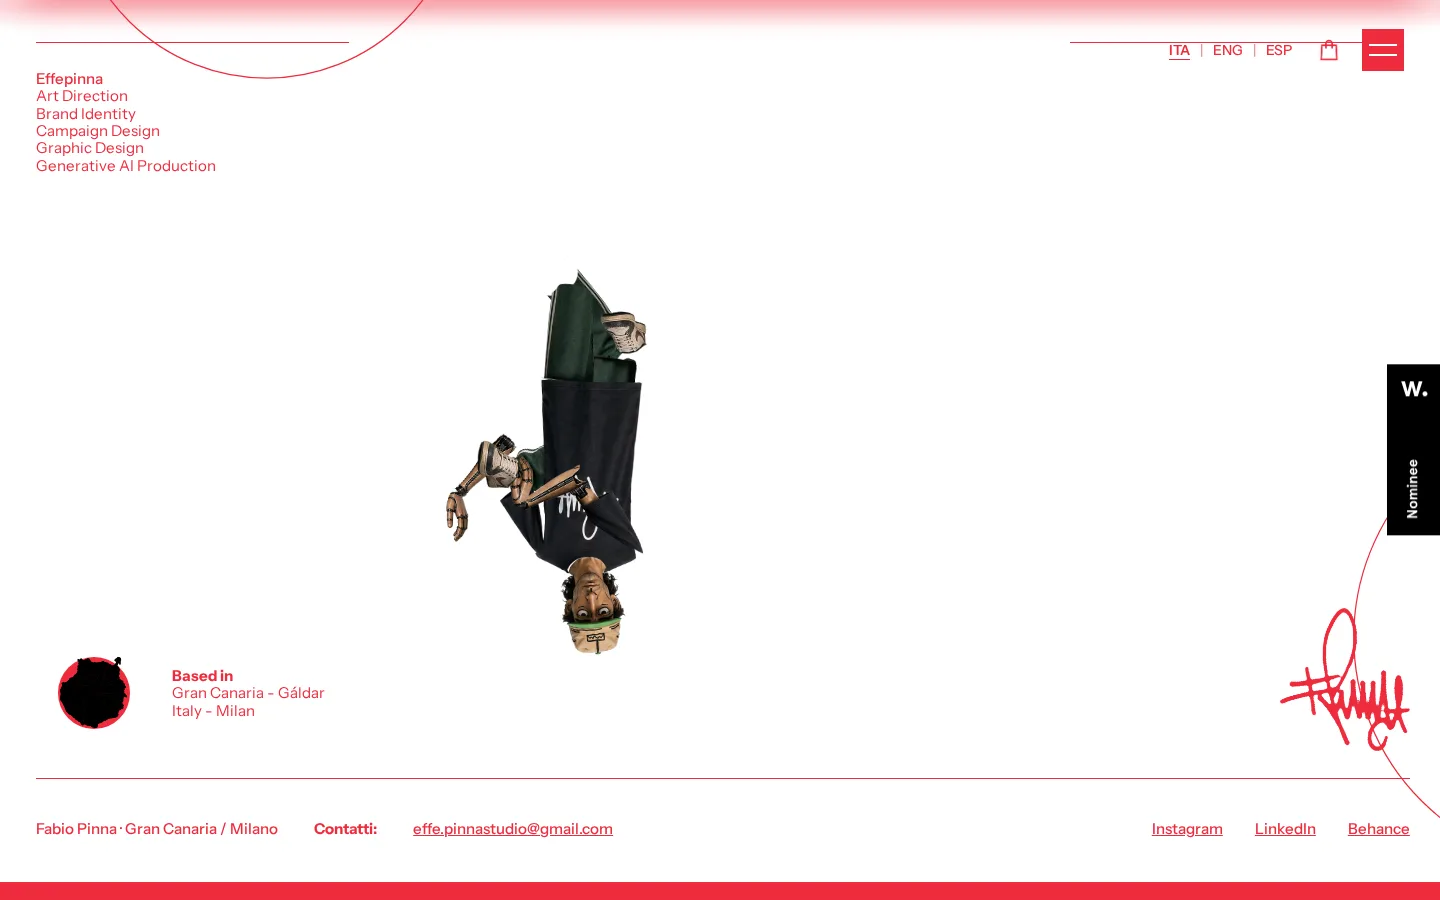 ITA | ENG | ESP
Effepinna
Art Direction
Brand Identity
Campaign Design
Graphic Design
Generative AI Production
W.
Nominee
Based in
Gran Canaria - Gáldar
Italy - Milan
Fabio Pinna · Gran Canaria / Milano
Contatti:
effe.pinnastudio@gmail.com
Instagram
LinkedIn
Behance